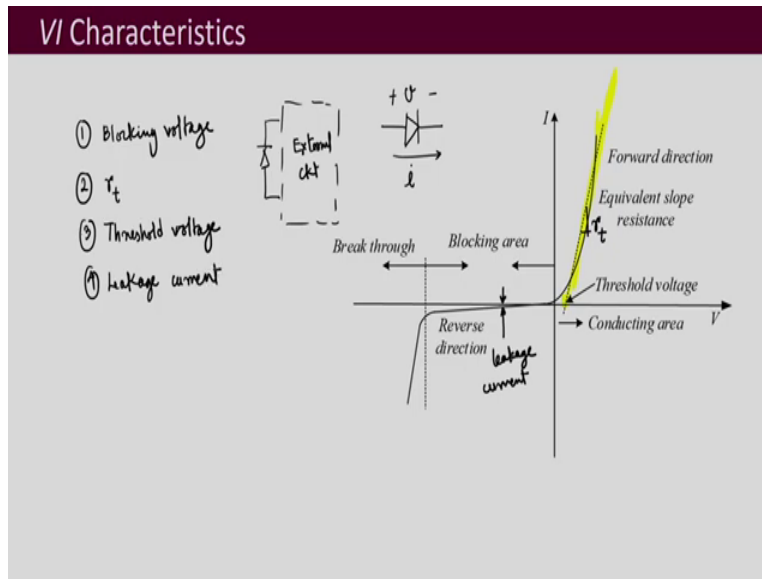 VI Characteristics
① Blocking voltage
② rt
③ Threshold voltage
④ Leakage current
External
ckt
+ v -
i
I
Forward direction
Equivalent slope
resistance
rt
Break through
Blocking area
Threshold voltage
Conducting area
V
Reverse
direction
leakage
current